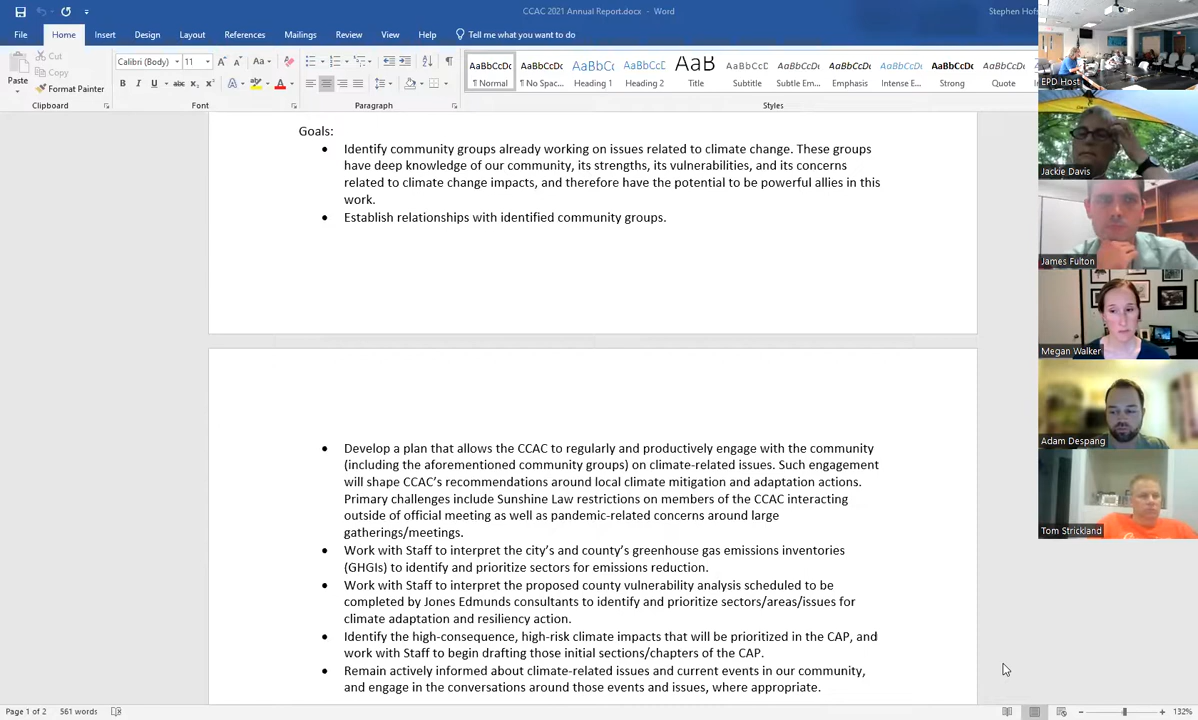 CCAC 2021 Annual Report.docx - Word
Stephen Hofs
File Home Insert Design Layout References Mailings Review View Help Tell me what you want to do
Paste
Cut
Copy
Format Painter
Calibri (Body) 11
AaBbCcDc AaBbCcDc AaBbCc AaBbCcC AaB AaBbCcD AaBbCcDc AaBbCcDc AaBbCcDc AaBbCcDc AaBbCcDc
¶ Normal ¶ No Spac... Heading 1 Heading 2 Title Subtitle Subtle Em... Emphasis Intense E... Strong Quote
Clipboard Font Paragraph Styles
Goals:
• Identify community groups already working on issues related to climate change. These groups
have deep knowledge of our community, its strengths, its vulnerabilities, and its concerns
related to climate change impacts, and therefore have the potential to be powerful allies in this
work.
• Establish relationships with identified community groups.
• Develop a plan that allows the CCAC to regularly and productively engage with the community
(including the aforementioned community groups) on climate-related issues. Such engagement
will shape CCAC's recommendations around local climate mitigation and adaptation actions.
Primary challenges include Sunshine Law restrictions on members of the CCAC interacting
outside of official meeting as well as pandemic-related concerns around large
gatherings/meetings.
• Work with Staff to interpret the city's and county's greenhouse gas emissions inventories
(GHGIs) to identify and prioritize sectors for emissions reduction.
• Work with Staff to interpret the proposed county vulnerability analysis scheduled to be
completed by Jones Edmunds consultants to identify and prioritize sectors/areas/issues for
climate adaptation and resiliency action.
• Identify the high-consequence, high-risk climate impacts that will be prioritized in the CAP, and
work with Staff to begin drafting those initial sections/chapters of the CAP.
• Remain actively informed about climate-related issues and current events in our community,
and engage in the conversations around those events and issues, where appropriate.
Page 1 of 2 561 words
132%
EPD Host
Jackie Davis
James Fulton
Megan Walker
Adam Despang
Tom Strickland